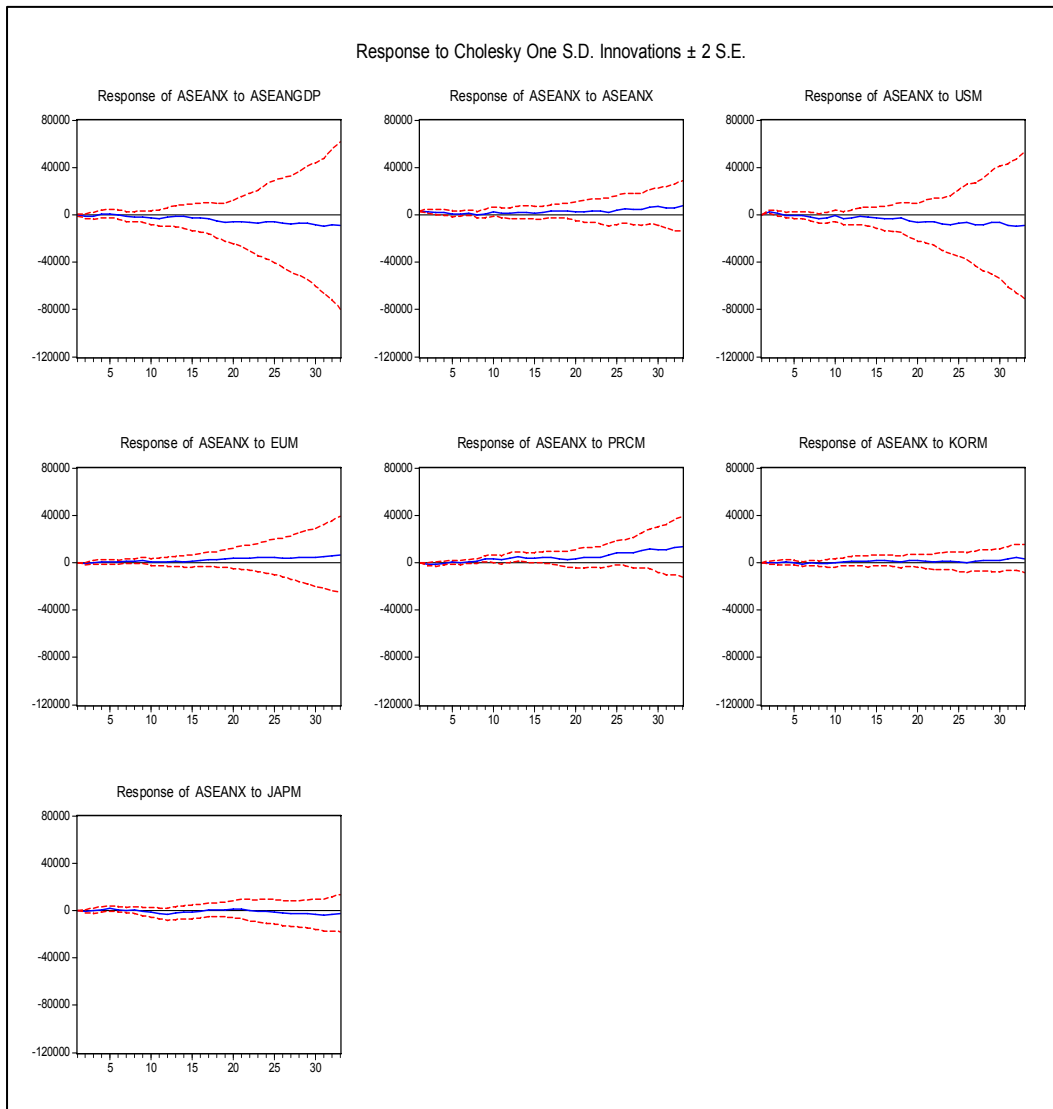 Response to Cholesky One S.D. Innovations ± 2 S.E.
Response of ASEANX to ASEANGDP
80000
40000
0
-40000
-80000
-120000
5 10 15 20 25 30
Response of ASEANX to ASEANX
80000
40000
0
-40000
-80000
-120000
5 10 15 20 25 30
Response of ASEANX to USM
80000
40000
0
-40000
-80000
-120000
5 10 15 20 25 30
Response of ASEANX to EUM
80000
40000
0
-40000
-80000
-120000
5 10 15 20 25 30
Response of ASEANX to PRCM
80000
40000
0
-40000
-80000
-120000
5 10 15 20 25 30
Response of ASEANX to KORM
80000
40000
0
-40000
-80000
-120000
5 10 15 20 25 30
Response of ASEANX to JAPM
80000
40000
0
-40000
-80000
-120000
5 10 15 20 25 30